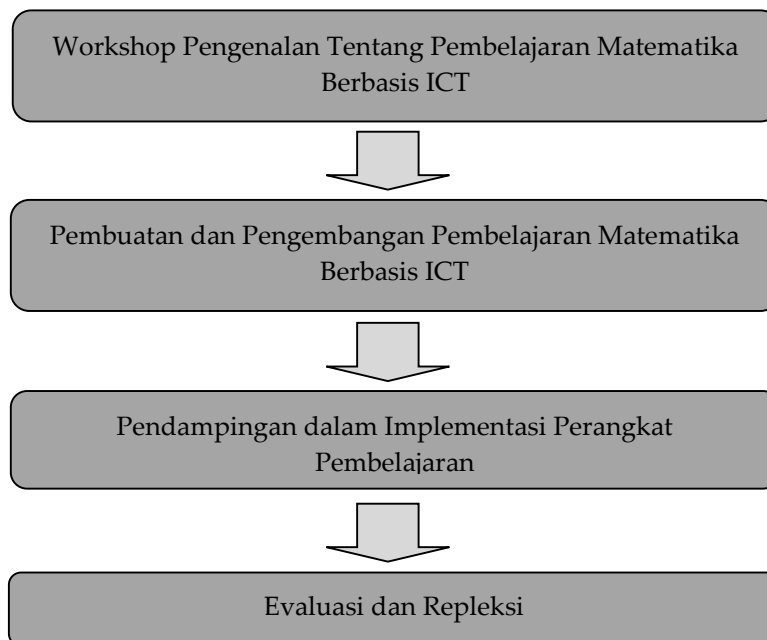 Workshop Pengenalan Tentang Pembelajaran Matematika
Berbasis ICT
Pembuatan dan Pengembangan Pembelajaran Matematika
Berbasis ICT
Pendampingan dalam Implementasi Perangkat
Pembelajaran
Evaluasi dan Repleksi